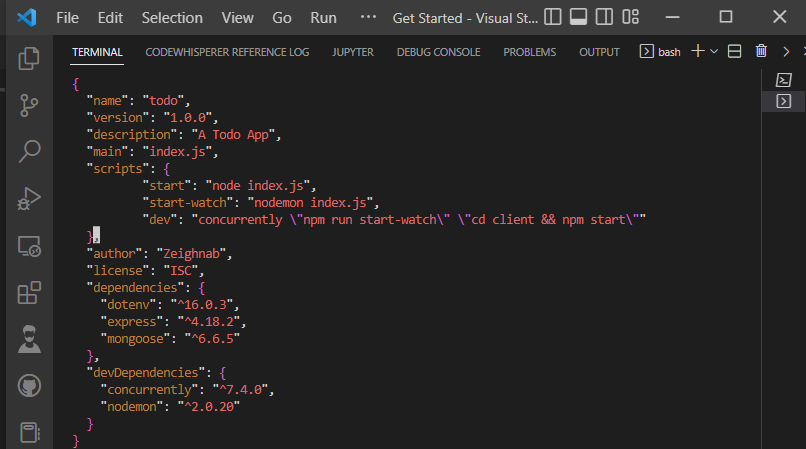 File Edit Selection View Go Run ··· Get Started - Visual St...
TERMINAL CODEWHISPERER REFERENCE LOG JUPYTER DEBUG CONSOLE PROBLEMS OUTPUT bash
{
  "name": "todo",
  "version": "1.0.0",
  "description": "A Todo App",
  "main": "index.js",
  "scripts": {
          "start": "node index.js",
          "start-watch": "nodemon index.js",
          "dev": "concurrently \"npm run start-watch\" \"cd client && npm start\""
  },
  "author": "Zeighnab",
  "license": "ISC",
  "dependencies": {
    "dotenv": "^16.0.3",
    "express": "^4.18.2",
    "mongoose": "^6.6.5"
  },
  "devDependencies": {
    "concurrently": "^7.4.0",
    "nodemon": "^2.0.20"
  }
}